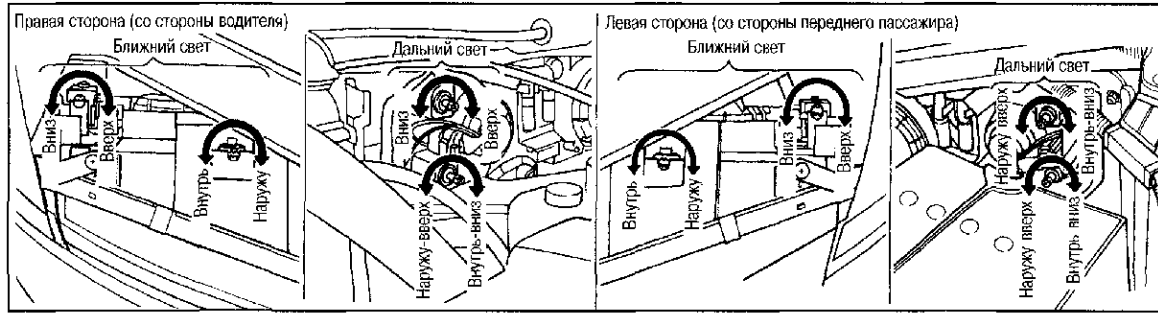 Правая сторона (со стороны водителя)
Ближний свет
Вниз
Вверх
Внутрь
Наружу
Дальний свет
Вниз
Вверх
Наружу-вверх
Внутрь-вниз
Левая сторона (со стороны переднего пассажира)
Ближний свет
Внутрь
Наружу
Вниз
Вверх
Дальний свет
Наружу вверх
Внутрь-вниз
Наружу вверх
Внутрь вниз